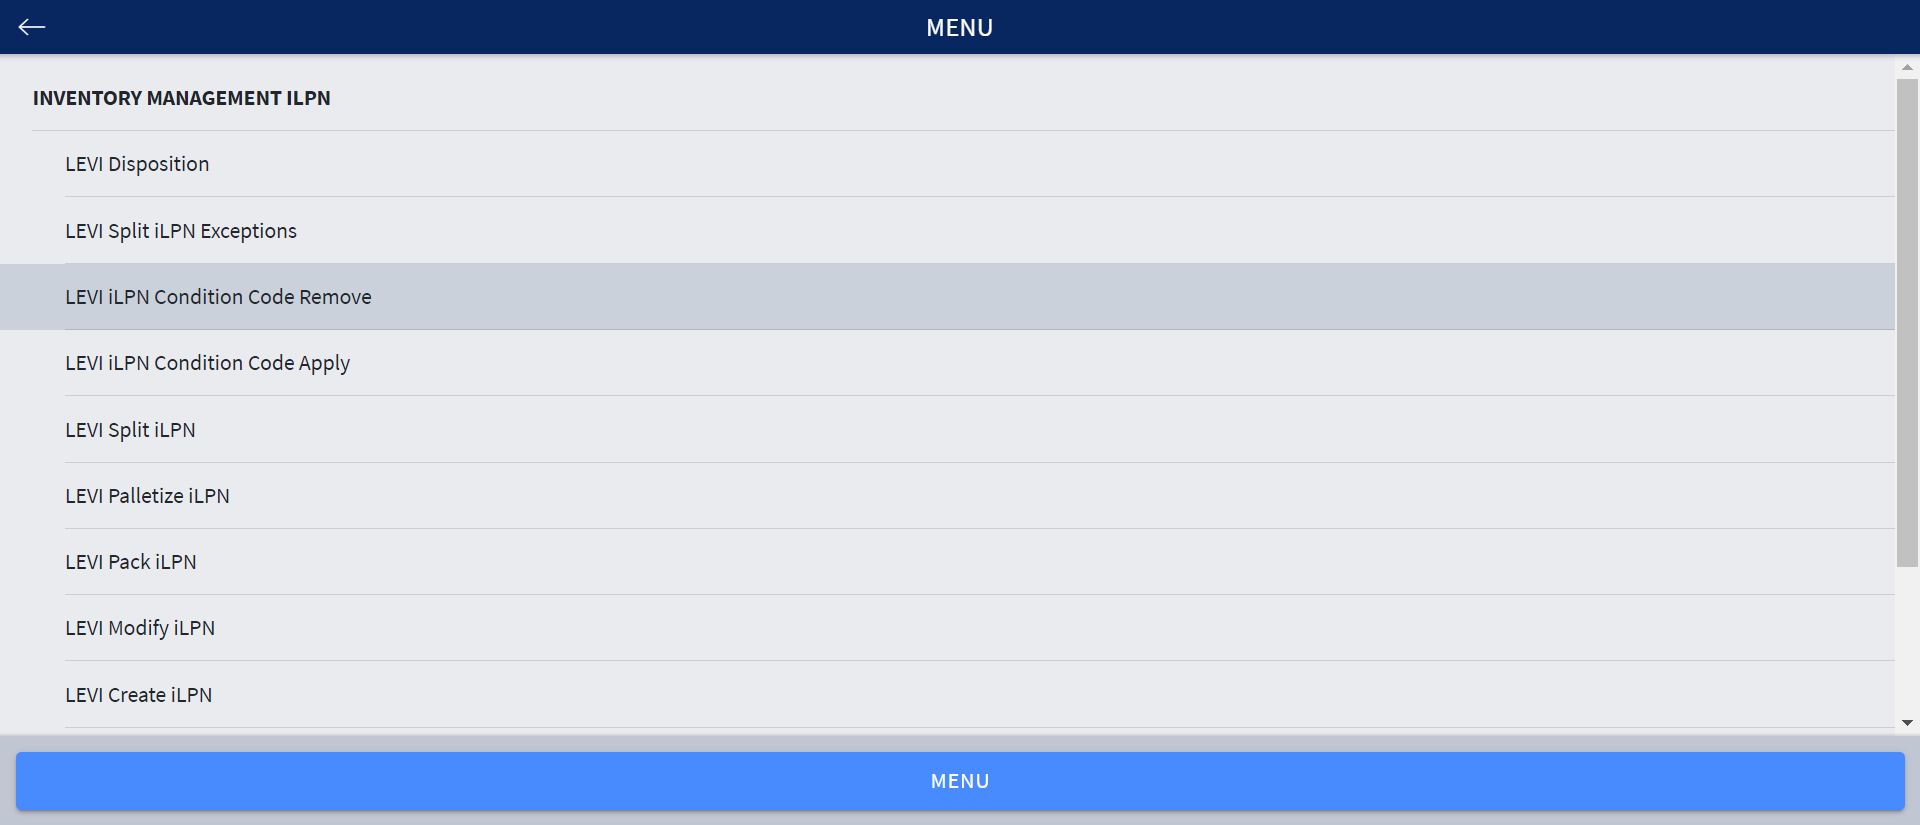 MENU
INVENTORY MANAGEMENT ILPN
LEVI Disposition
LEVI Split iLPN Exceptions
LEVI iLPN Condition Code Remove
LEVI iLPN Condition Code Apply
LEVI Split iLPN
LEVI Palletize iLPN
LEVI Pack iLPN
LEVI Modify iLPN
LEVI Create iLPN
MENU